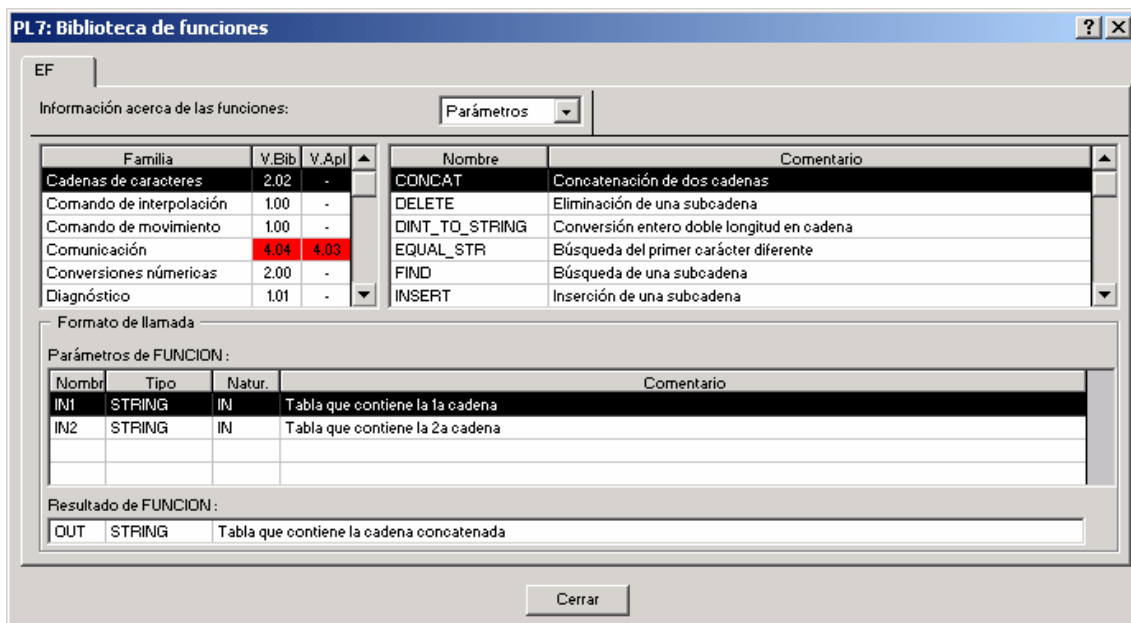 PL7: Biblioteca de funciones
EF
Información acerca de las funciones: Parámetros
Familia V.Bib V.Apl
Cadenas de caracteres 2.02 -
Comando de interpolación 1.00 -
Comando de movimiento 1.00 -
Comunicación 4.04 4.03
Conversiones númericas 2.00 -
Diagnóstico 1.01 -
Nombre Comentario
CONCAT Concatenación de dos cadenas
DELETE Eliminación de una subcadena
DINT_TO_STRING Conversión entero doble longitud en cadena
EQUAL_STR Búsqueda del primer carácter diferente
FIND Búsqueda de una subcadena
INSERT Inserción de una subcadena
Formato de llamada
Parámetros de FUNCION :
Nombr Tipo Natur. Comentario
IN1 STRING IN Tabla que contiene la 1a cadena
IN2 STRING IN Tabla que contiene la 2a cadena
Resultado de FUNCION :
OUT STRING Tabla que contiene la cadena concatenada
Cerrar